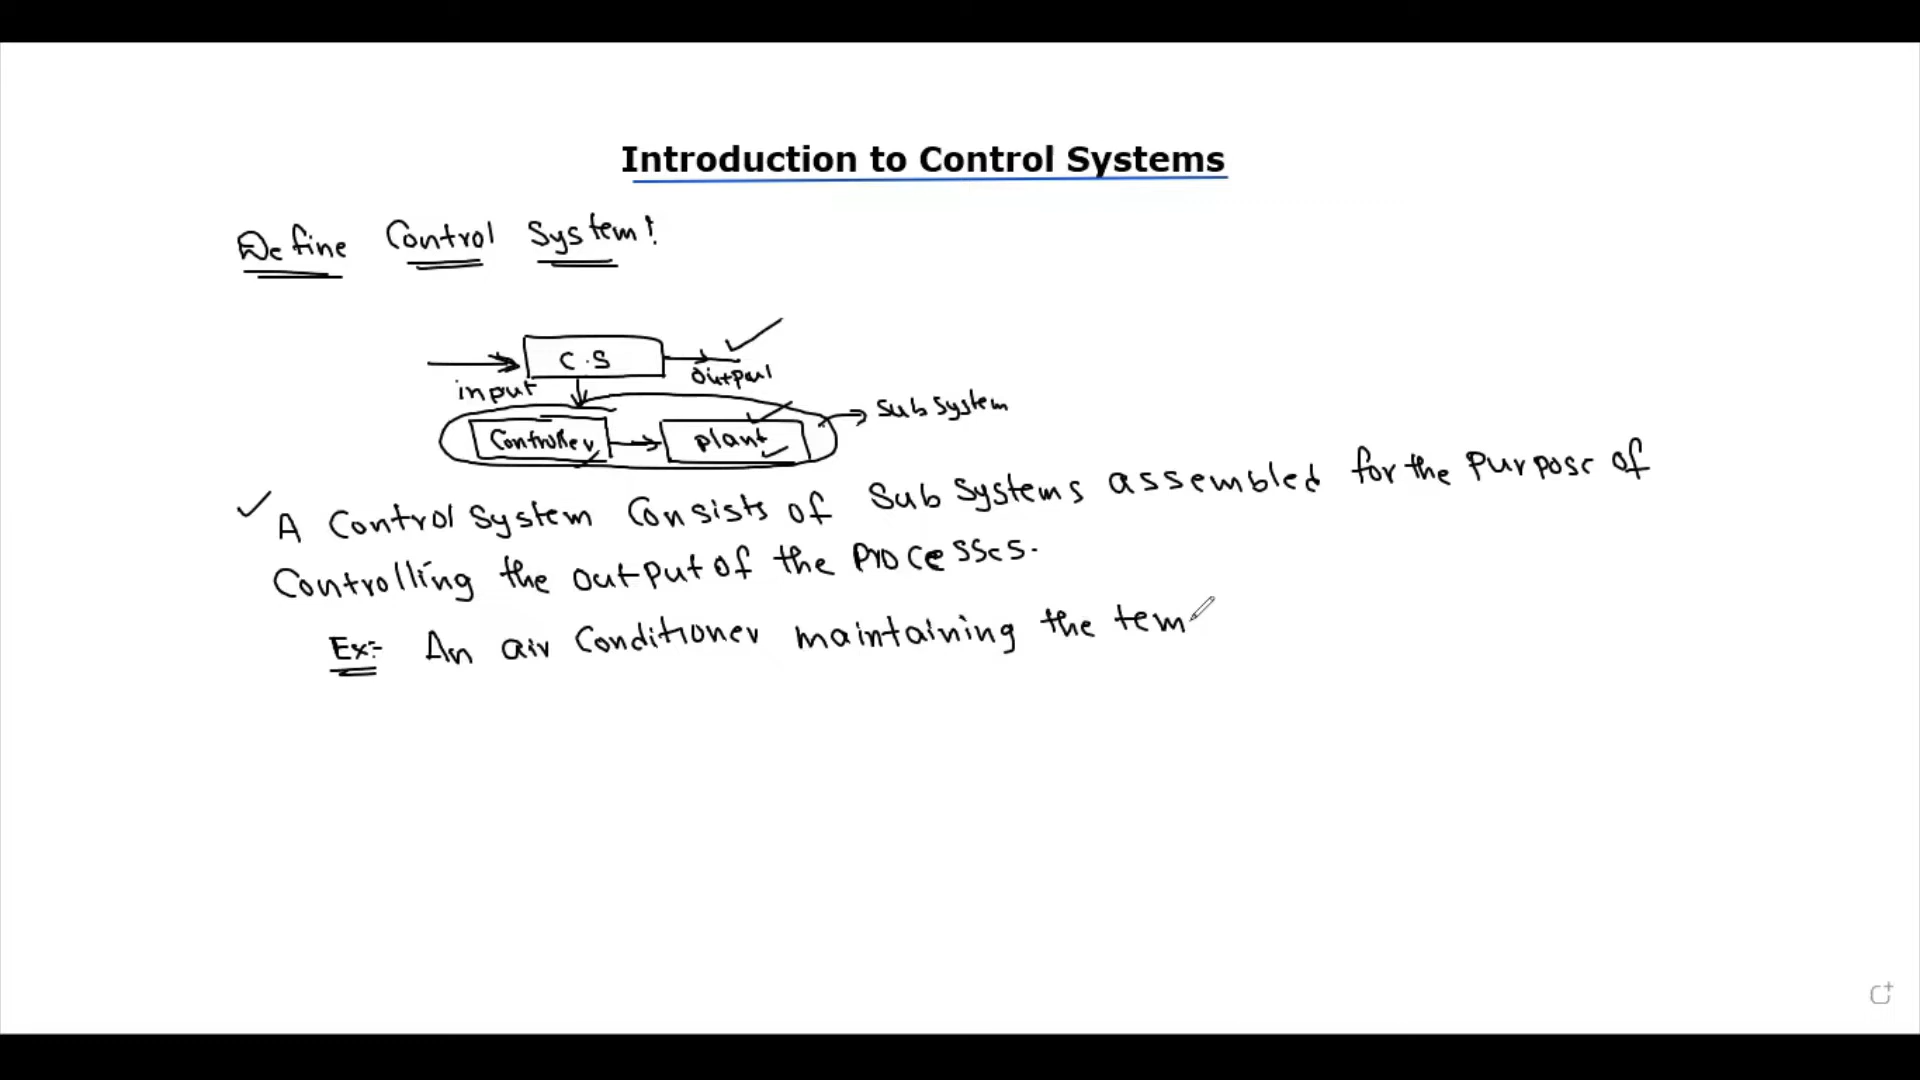 Introduction to Control Systems
Define Control System!
C.S
input
output
Controller
plant
Sub System
A Control System Consists of Sub Systems assembled for the Purpose of
Controlling the output of the Processes.
Ex:- An air Conditioner maintaining the tem